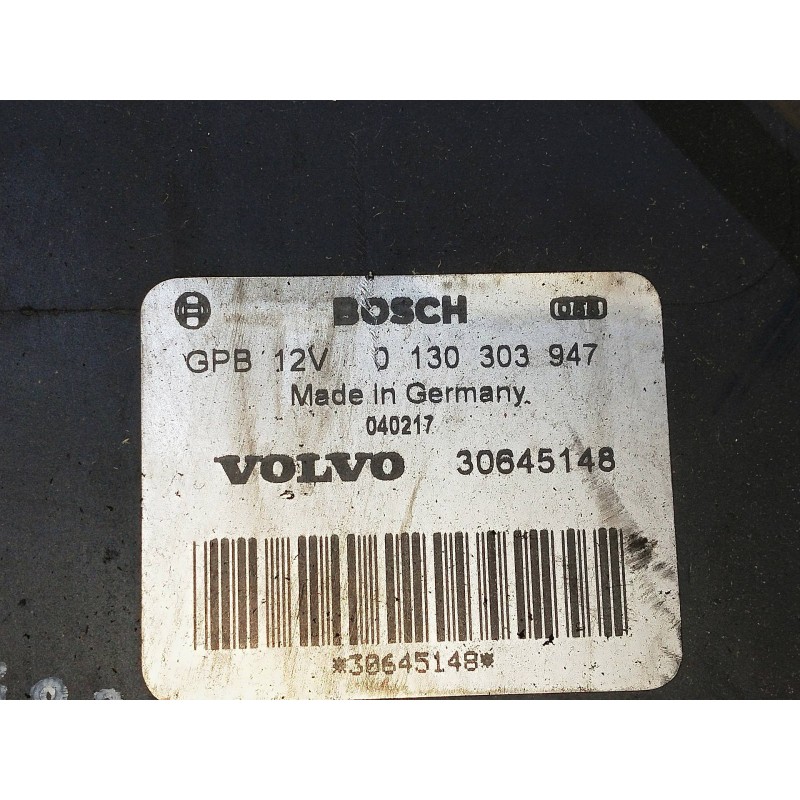 BOSCH
GPB 12V 0 130 303 947
Made in Germany
040217
VOLVO 30645148
*30645148*